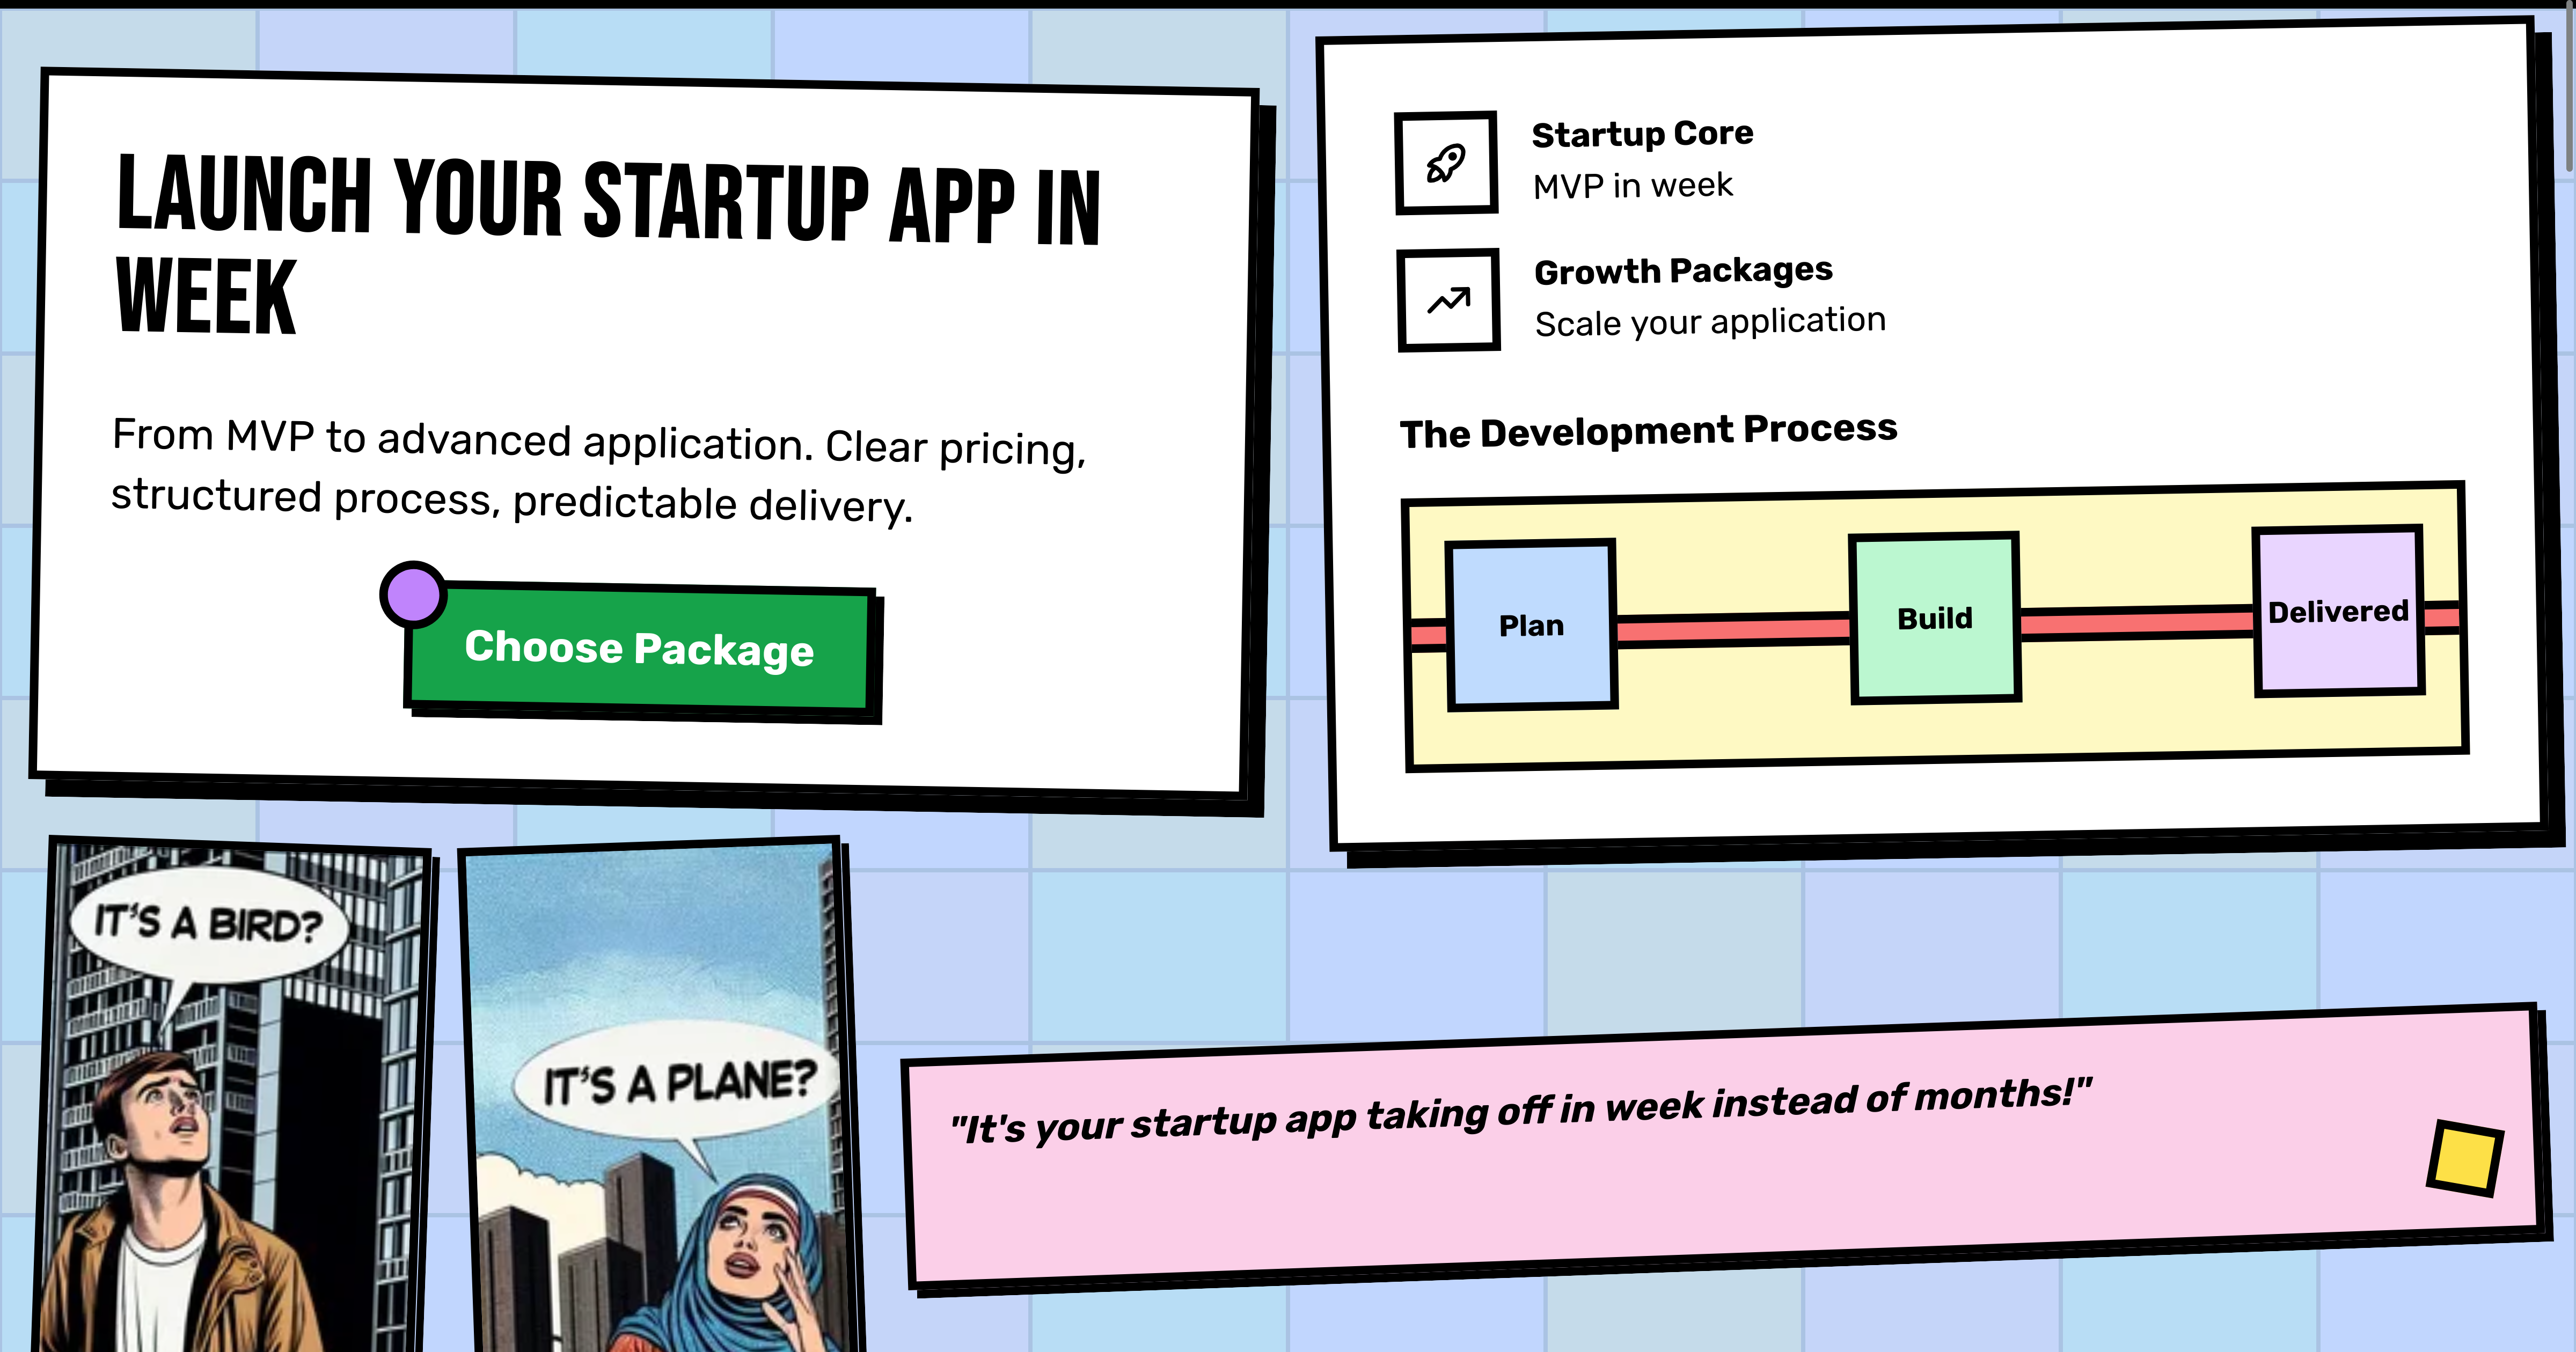 LAUNCH YOUR STARTUP APP IN
WEEK
From MVP to advanced application. Clear pricing,
structured process, predictable delivery.
Choose Package
Startup Core
MVP in week
Growth Packages
Scale your application
The Development Process
Plan
Build
Delivered
IT'S A BIRD?
IT'S A PLANE?
"It's your startup app taking off in week instead of months!"